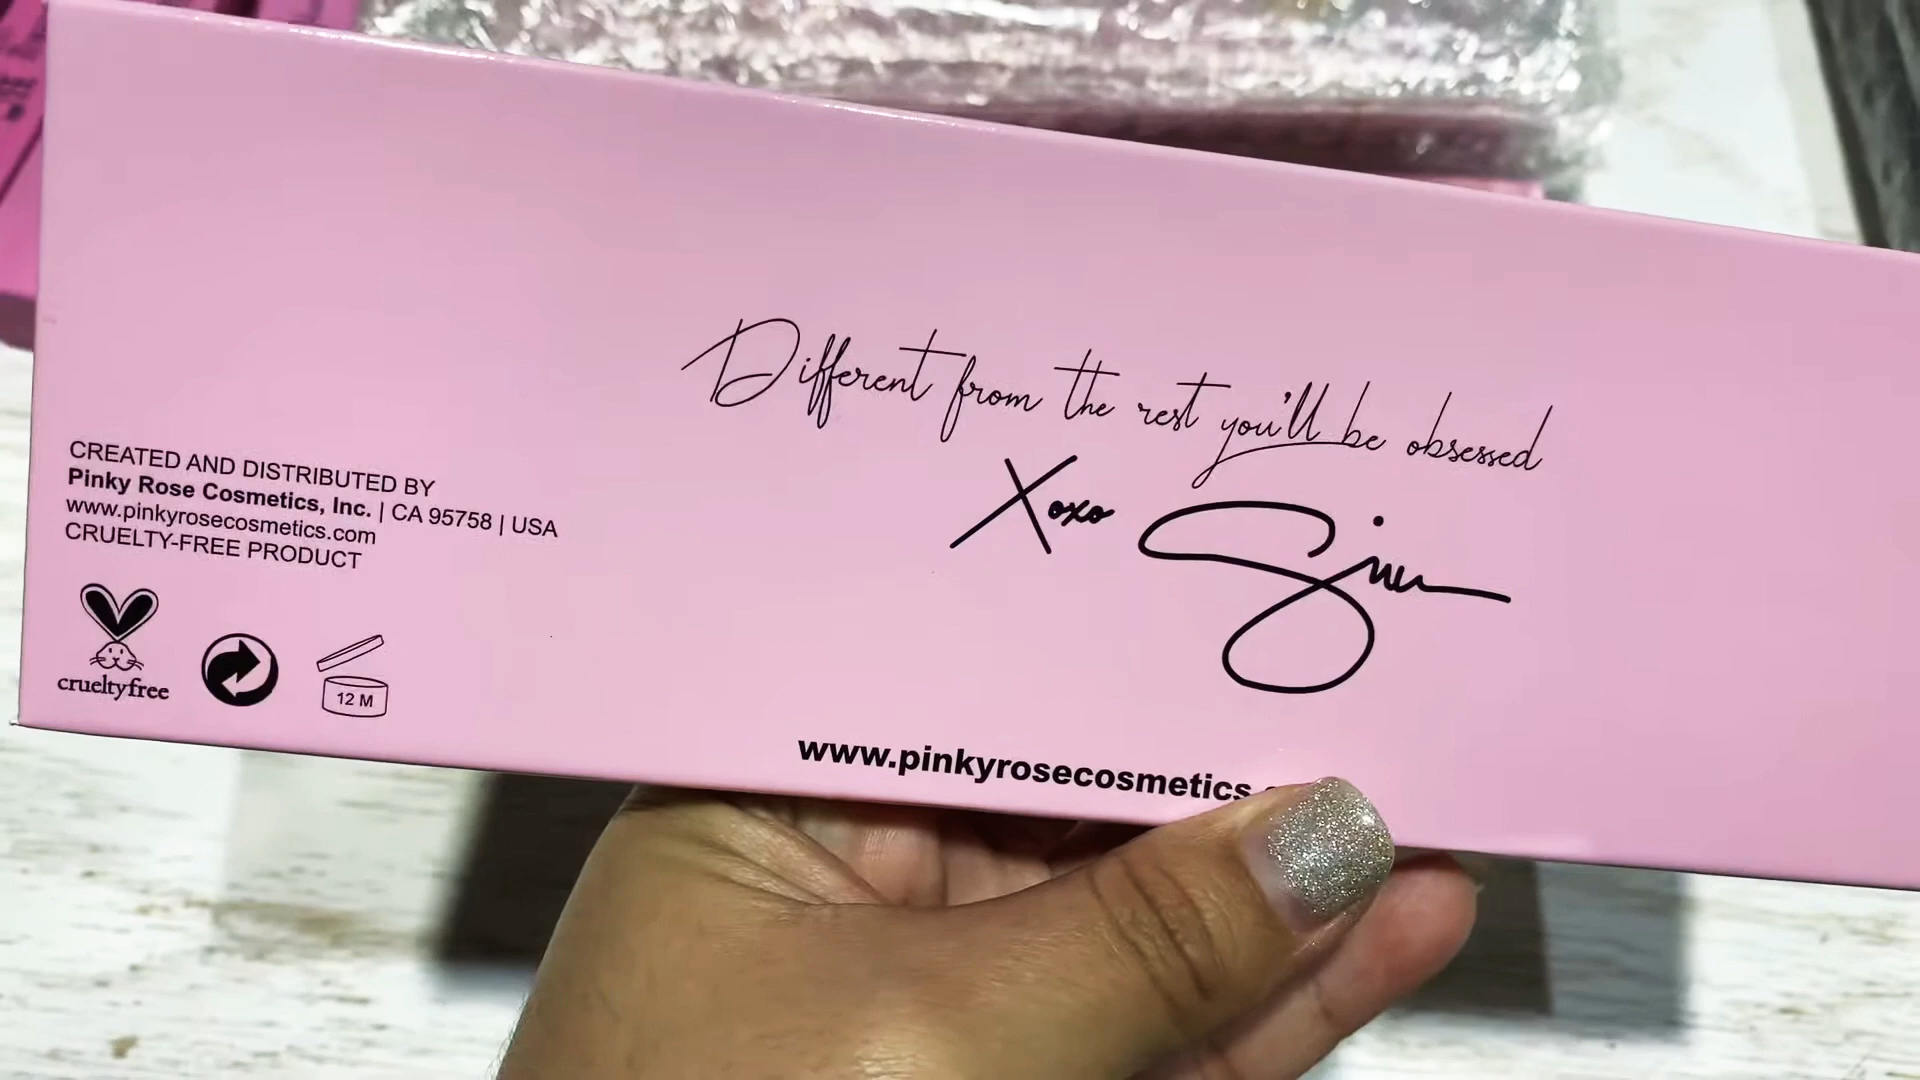 Different from the rest you'll be obsessed
Xoxo
CREATED AND DISTRIBUTED BY
Pinky Rose Cosmetics, Inc. | CA 95758 | USA
www.pinkyrosecosmetics.com
CRUELTY-FREE PRODUCT
crueltyfree
12 M
www.pinkyrosecosmetics.